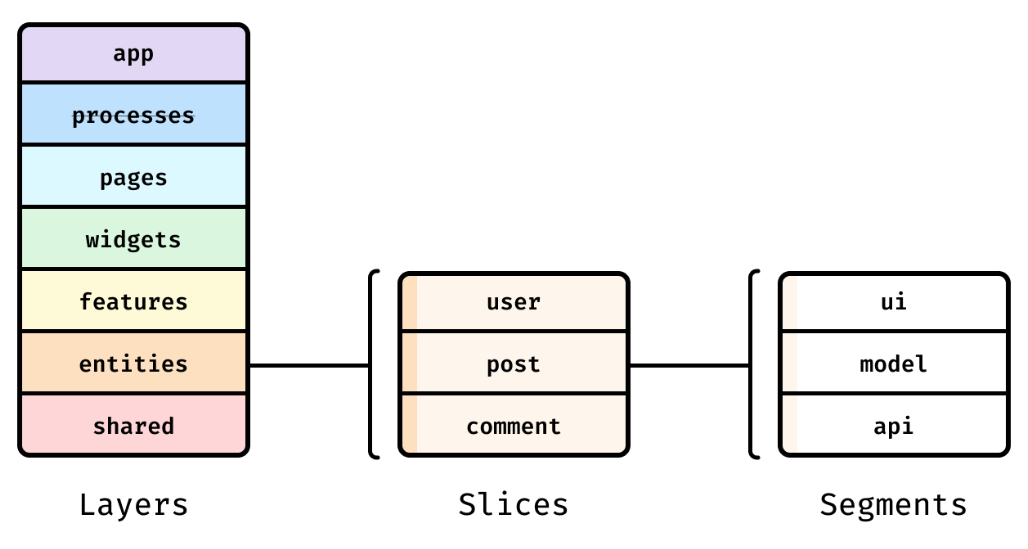 app
processes
pages
widgets
features
entities
shared
Layers
user
post
comment
Slices
ui
model
api
Segments